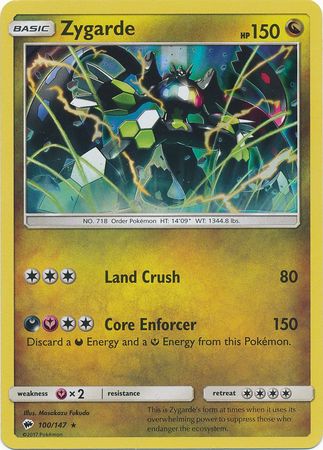 BASIC Zygarde HP 150
NO. 718 Order Pokémon HT: 14'09" WT: 1344.8 lbs.
Land Crush 80
Core Enforcer 150
Discard a Energy and a Energy from this Pokémon.
weakness ×2 resistance retreat
Illus. Masakazu Fukuda
100/147 ★
©2017 Pokémon
This is Zygarde's form at times when it uses its
overwhelming power to suppress those who
endanger the ecosystem.